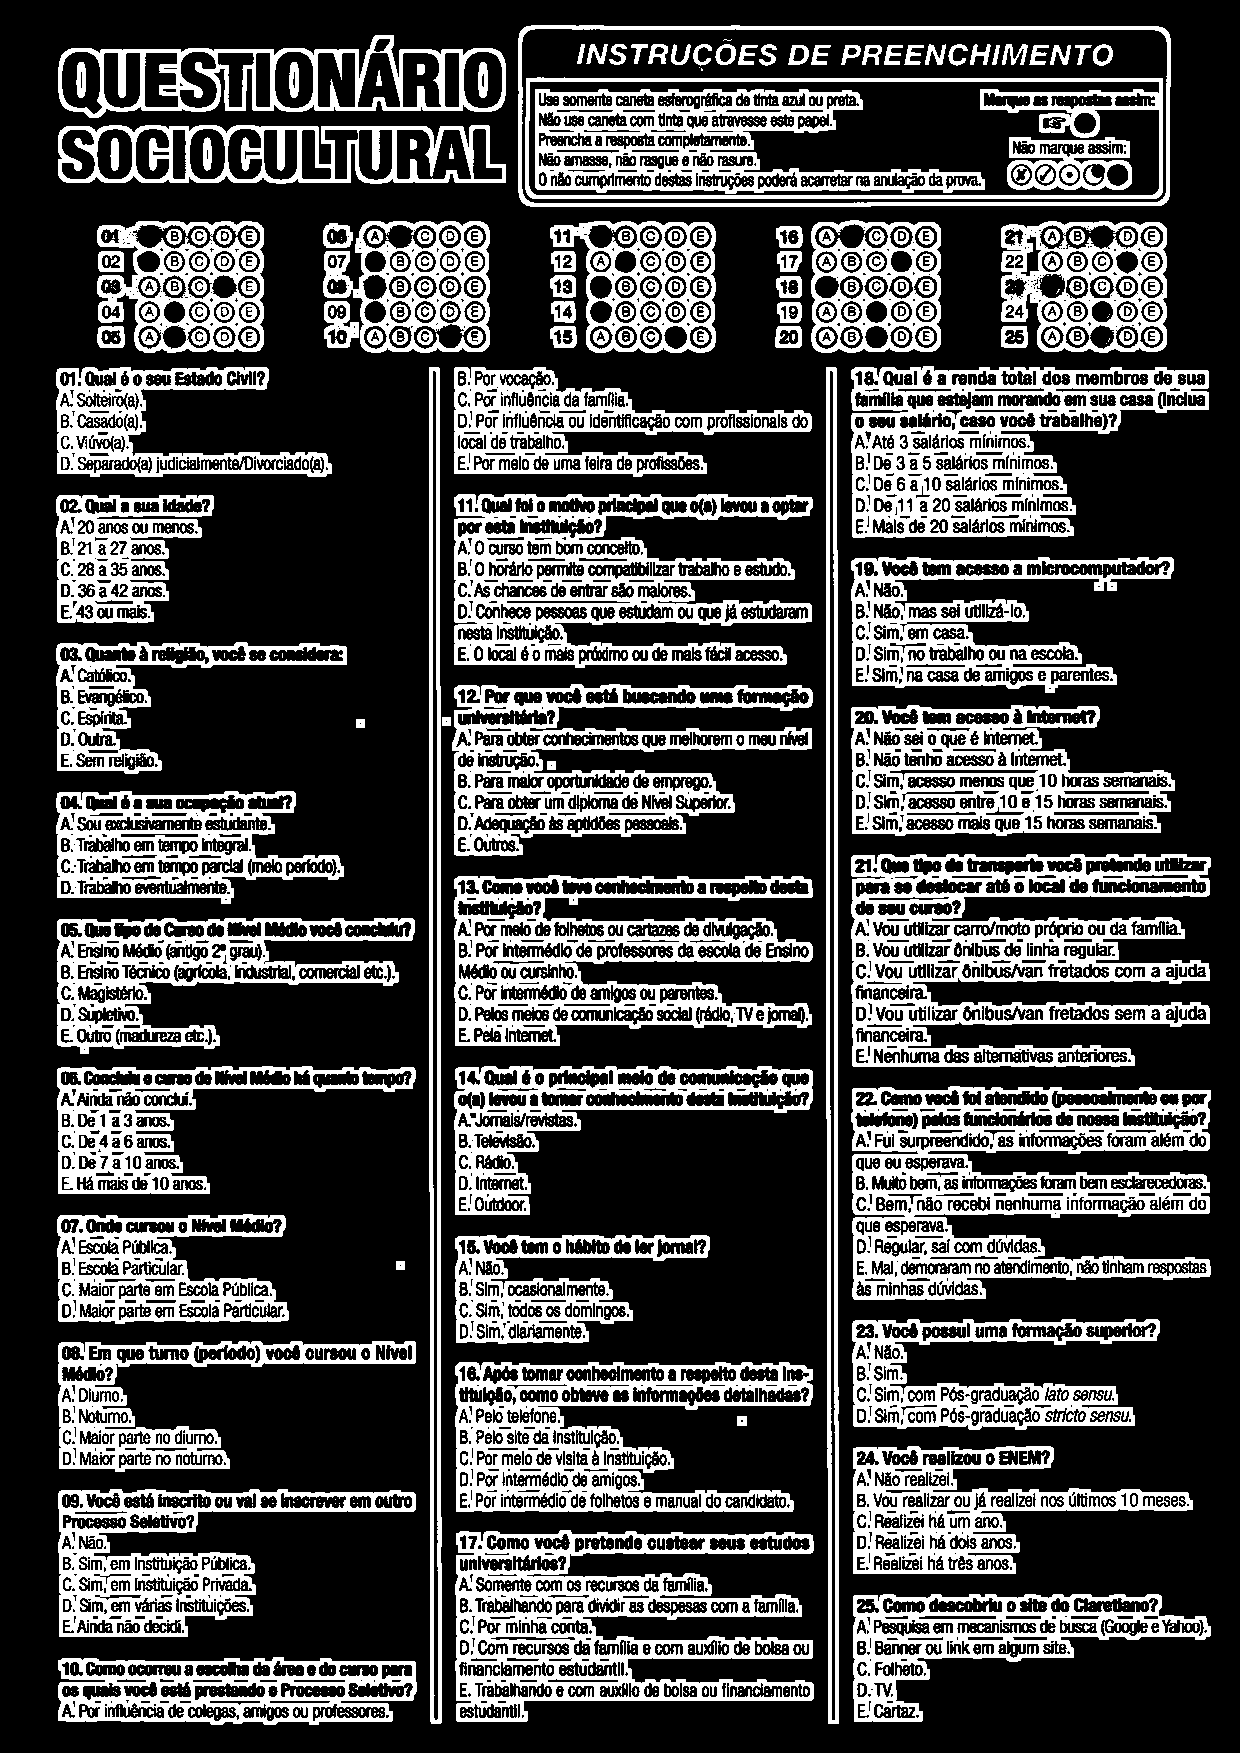 QUESTIONÁRIO
SOCIOCULTURAL
INSTRUÇÕES DE PREENCHIMENTO
Use somente caneta esferográfica de tinta azul ou preta.
Não use caneta com tinta que atravesse este papel.
Preencha a resposta completamente.
Não amasse, não rasgue e não rasure.
O não cumprimento destas instruções poderá acarretar na anulação da prova.
Marque as respostas assim:
Não marque assim:
01 B C D E
02 B C D E
03 A B C E
04 A C D E
05 A C D E
06 A C D E
07 B C D E
08 B C D E
09 B C D E
10 A B C E
11 B C D E
12 A C D E
13 B C D E
14 B C D E
15 A B C E
16 A C D E
17 A B C E
18 B C D E
19 A B D E
20 A B D E
21 A B D E
22 A B C E
23 B C D E
24 A B D E
25 A B D E
01. Qual é o seu Estado Civil?
A. Solteiro(a).
B. Casado(a).
C. Viúvo(a).
D. Separado(a) judicialmente/Divorciado(a).
02. Qual a sua idade?
A. 20 anos ou menos.
B. 21 a 27 anos.
C. 28 a 35 anos.
D. 36 a 42 anos.
E. 43 ou mais.
03. Quanto à religião, você se considera:
A. Católico.
B. Evangélico.
C. Espírita.
D. Outra.
E. Sem religião.
04. Qual é a sua ocupação atual?
A. Sou exclusivamente estudante.
B. Trabalho em tempo integral.
C. Trabalho em tempo parcial (meio período).
D. Trabalho eventualmente.
05. Que tipo de Curso de Nível Médio você concluiu?
A. Ensino Médio (antigo 2º grau).
B. Ensino Técnico (agrícola, industrial, comercial etc.).
C. Magistério.
D. Supletivo.
E. Outro (madureza etc.).
06. Concluiu o curso de Nível Médio há quanto tempo?
A. Ainda não concluí.
B. De 1 a 3 anos.
C. De 4 a 6 anos.
D. De 7 a 10 anos.
E. Há mais de 10 anos.
07. Onde cursou o Nível Médio?
A. Escola Pública.
B. Escola Particular.
C. Maior parte em Escola Pública.
D. Maior parte em Escola Particular.
08. Em que turno (período) você cursou o Nível
Médio?
A. Diurno.
B. Noturno.
C. Maior parte no diurno.
D. Maior parte no noturno.
09. Você está inscrito ou vai se inscrever em outro
Processo Seletivo?
A. Não.
B. Sim, em Instituição Pública.
C. Sim, em Instituição Privada.
D. Sim, em várias Instituições.
E. Ainda não decidi.
10. Como ocorreu a escolha da área e do curso para
os quais você está prestando o Processo Seletivo?
A. Por influência de colegas, amigos ou professores.
B. Por vocação.
C. Por influência da família.
D. Por influência ou identificação com profissionais do
local de trabalho.
E. Por meio de uma feira de profissões.
11. Qual foi o motivo principal que o(a) levou a optar
por esta Instituição?
A. O curso tem bom conceito.
B. O horário permite compatibilizar trabalho e estudo.
C. As chances de entrar são maiores.
D. Conhece pessoas que estudam ou que já estudaram
nesta Instituição.
E. O local é o mais próximo ou de mais fácil acesso.
12. Por que você está buscando uma formação
universitária?
A. Para obter conhecimentos que melhorem o meu nível
de instrução.
B. Para maior oportunidade de emprego.
C. Para obter um diploma de Nível Superior.
D. Adequação às aptidões pessoais.
E. Outros.
13. Como você teve conhecimento a respeito desta
Instituição?
A. Por meio de folhetos ou cartazes de divulgação.
B. Por intermédio de professores da escola de Ensino
Médio ou cursinho.
C. Por intermédio de amigos ou parentes.
D. Pelos meios de comunicação social (rádio, TV e jornal).
E. Pela Internet.
14. Qual é o principal meio de comunicação que
o(a) levou a tomar conhecimento desta Instituição?
A. Jornais/revistas.
B. Televisão.
C. Rádio.
D. Internet.
E. Outdoor.
15. Você tem o hábito de ler jornal?
A. Não.
B. Sim, ocasionalmente.
C. Sim, todos os domingos.
D. Sim, diariamente.
16. Após tomar conhecimento a respeito desta Ins-
tituição, como obteve as informações detalhadas?
A. Pelo telefone.
B. Pelo site da Instituição.
C. Por meio de visita à Instituição.
D. Por intermédio de amigos.
E. Por intermédio de folhetos e manual do candidato.
17. Como você pretende custear seus estudos
universitários?
A. Somente com os recursos da família.
B. Trabalhando para dividir as despesas com a família.
C. Por minha conta.
D. Com recursos da família e com auxílio de bolsa ou
financiamento estudantil.
E. Trabalhando e com auxílio de bolsa ou financiamento
estudantil.
18. Qual é a renda total dos membros de sua
família que estejam morando em sua casa (Inclua
o seu salário, caso você trabalhe)?
A. Até 3 salários mínimos.
B. De 3 a 5 salários mínimos.
C. De 6 a 10 salários mínimos.
D. De 11 a 20 salários mínimos.
E. Mais de 20 salários mínimos.
19. Você tem acesso a microcomputador?
A. Não.
B. Não, mas sei utilizá-lo.
C. Sim, em casa.
D. Sim, no trabalho ou na escola.
E. Sim, na casa de amigos e parentes.
20. Você tem acesso à Internet?
A. Não sei o que é Internet.
B. Não tenho acesso à Internet.
C. Sim, acesso menos que 10 horas semanais.
D. Sim, acesso entre 10 e 15 horas semanais.
E. Sim, acesso mais que 15 horas semanais.
21. Que tipo de transporte você pretende utilizar
para se deslocar até o local de funcionamento
de seu curso?
A. Vou utilizar carro/moto próprio ou da família.
B. Vou utilizar ônibus de linha regular.
C. Vou utilizar ônibus/van fretados com a ajuda
financeira.
D. Vou utilizar ônibus/van fretados sem a ajuda
financeira.
E. Nenhuma das alternativas anteriores.
22. Como você foi atendido (pessoalmente ou por
telefone) pelos funcionários de nossa Instituição?
A. Fui surpreendido, as informações foram além do
que eu esperava.
B. Muito bem, as informações foram bem esclarecedoras.
C. Bem, não recebi nenhuma informação além do
que esperava.
D. Regular, saí com dúvidas.
E. Mal, demoraram no atendimento, não tinham respostas
às minhas dúvidas.
23. Você possui uma formação superior?
A. Não.
B. Sim.
C. Sim, com Pós-graduação lato sensu.
D. Sim, com Pós-graduação stricto sensu.
24. Você realizou o ENEM?
A. Não realizei.
B. Vou realizar ou já realizei nos últimos 10 meses.
C. Realizei há um ano.
D. Realizei há dois anos.
E. Realizei há três anos.
25. Como descobriu o site do Claretiano?
A. Pesquisa em mecanismos de busca (Google e Yahoo).
B. Banner ou link em algum site.
C. Folheto.
D. TV.
E. Cartaz.